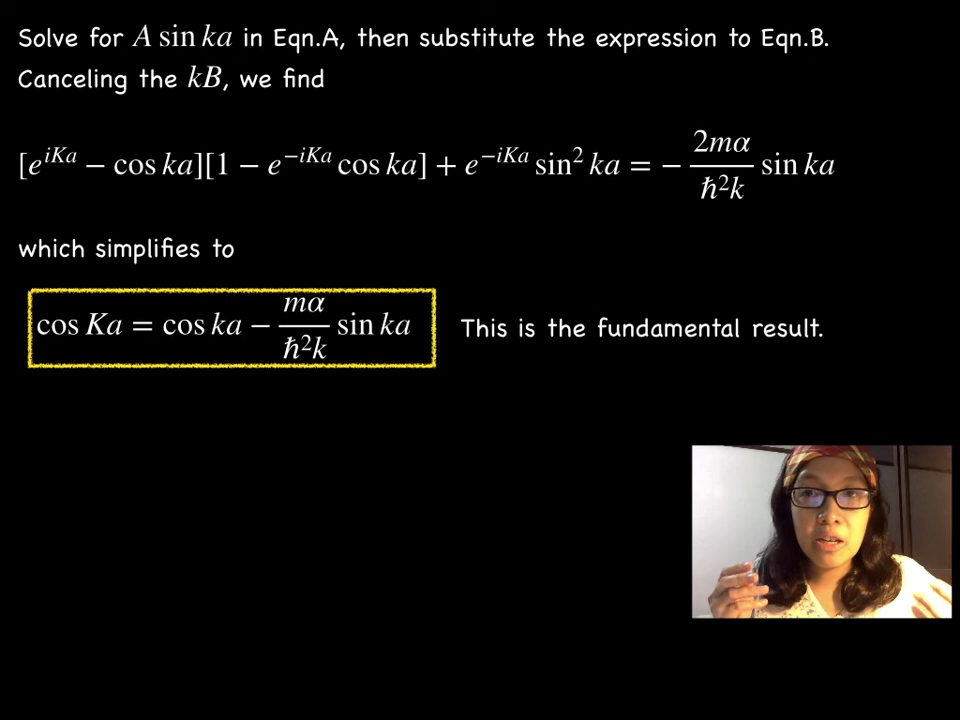 Solve for A sin ka in Eqn.A, then substitute the expression to Eqn.B.
Canceling the kB, we find
[e^{iKa} − cos ka][1 − e^{−iKa} cos ka] + e^{−iKa} sin² ka = − \frac{2mα}{ℏ²k} sin ka
which simplifies to
cos Ka = cos ka − \frac{mα}{ℏ²k} sin ka This is the fundamental result.